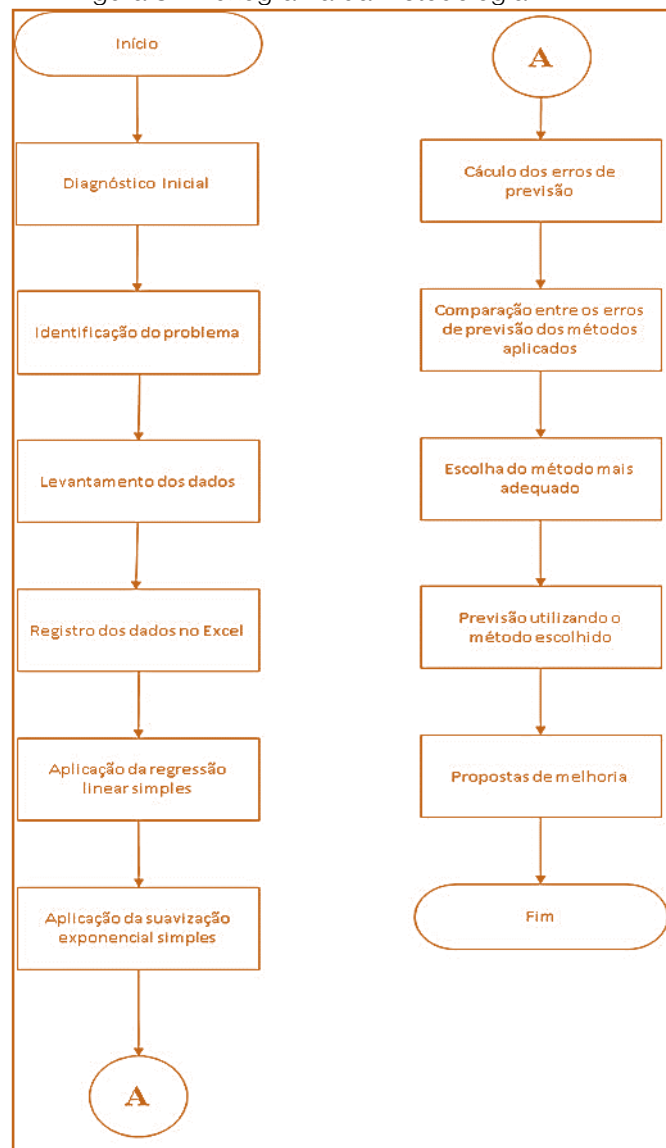 Início
Diagnóstico Inicial
Identificação do problema
Levantamento dos dados
Registro dos dados no Excel
Aplicação da regressão
linear simples
Aplicação da suavização
exponencial simples
A
A
Cáculo dos erros de
previsão
Comparação entre os erros
de previsão dos métodos
aplicados
Escolha do método mais
adequado
Previsão utilizando o
método escolhido
Propostas de melhoria
Fim